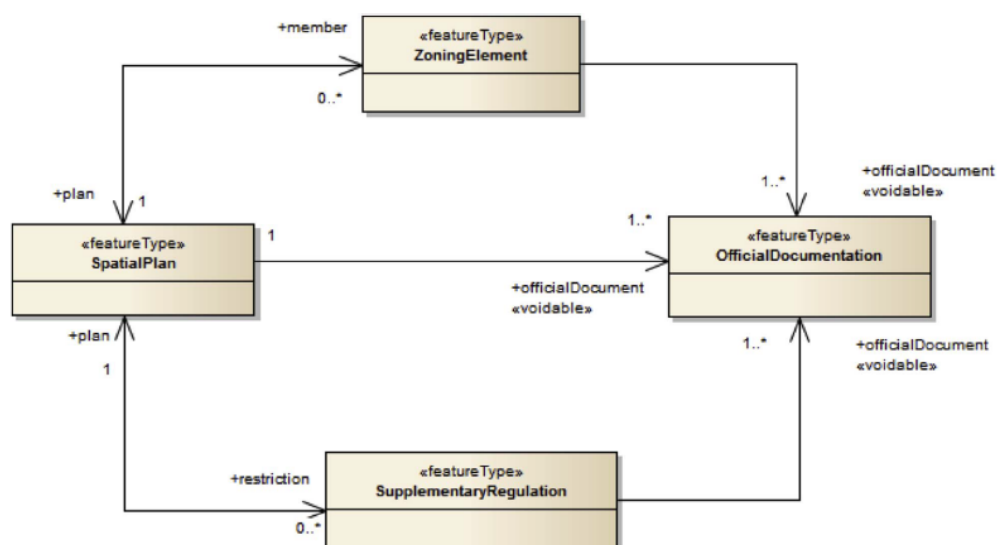 +member
«featureType»
ZoningElement
0..*
+officialDocument
«voidable»
1..*
+plan
1
«featureType»
SpatialPlan
1
1..*
+officialDocument
«voidable»
«featureType»
OfficialDocumentation
+plan
1
1..*
+officialDocument
«voidable»
+restriction
0..*
«featureType»
SupplementaryRegulation